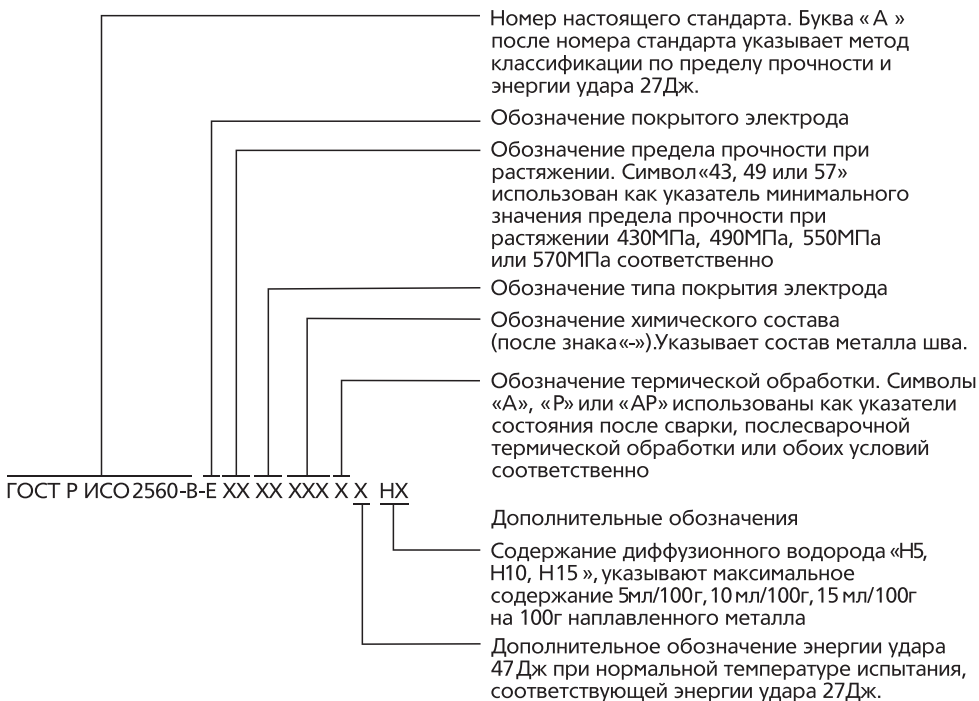 Номер настоящего стандарта. Буква «А »
после номера стандарта указывает метод
классификации по пределу прочности и
энергии удара 27Дж.
Обозначение покрытого электрода
Обозначение предела прочности при
растяжении. Символ«43, 49 или 57»
использован как указатель минимального
значения предела прочности при
растяжении 430МПа, 490МПа, 550МПа
или 570МПа соответственно
Обозначение типа покрытия электрода
Обозначение химического состава
(после знака«-»).Указывает состав металла шва.
Обозначение термической обработки. Символы
«А», «Р» или «АР» использованы как указатели
состояния после сварки, послесварочной
термической обработки или обоих условий
соответственно
ГОСТ Р ИСО 2560-В-Е ХХ ХХ ХХХ Х Х НХ
Дополнительные обозначения
Содержание диффузионного водорода «Н5,
Н10, Н15 », указывают максимальное
содержание 5мл/100г, 10 мл/100г, 15 мл/100г
на 100г наплавленного металла
Дополнительное обозначение энергии удара
47Дж при нормальной температуре испытания,
соответствующей энергии удара 27Дж.